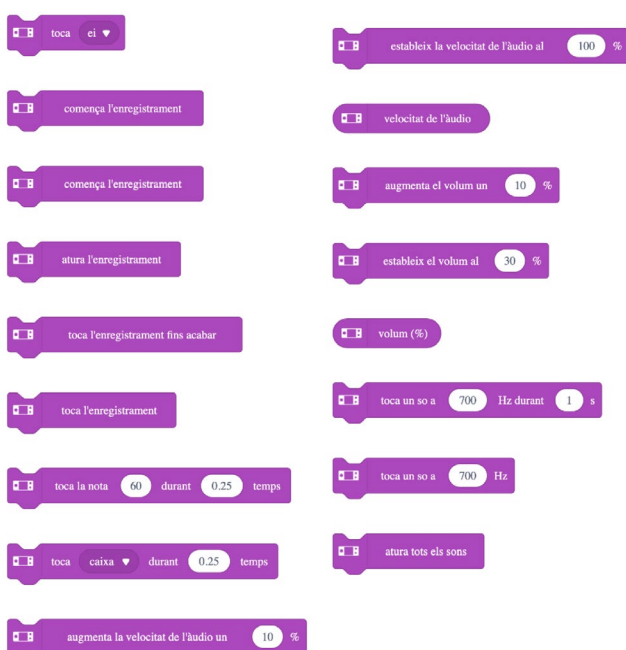 toca ei
comença l'enregistrament
comença l'enregistrament
atura l'enregistrament
toca l'enregistrament fins acabar
toca l'enregistrament
toca la nota 60 durant 0.25 temps
toca caixa durant 0.25 temps
augmenta la velocitat de l'àudio un 10 %
estableix la velocitat de l'àudio al 100 %
velocitat de l'àudio
augmenta el volum un 10 %
estableix el volum al 30 %
volum (%)
toca un so a 700 Hz durant 1 s
toca un so a 700 Hz
atura tots els sons